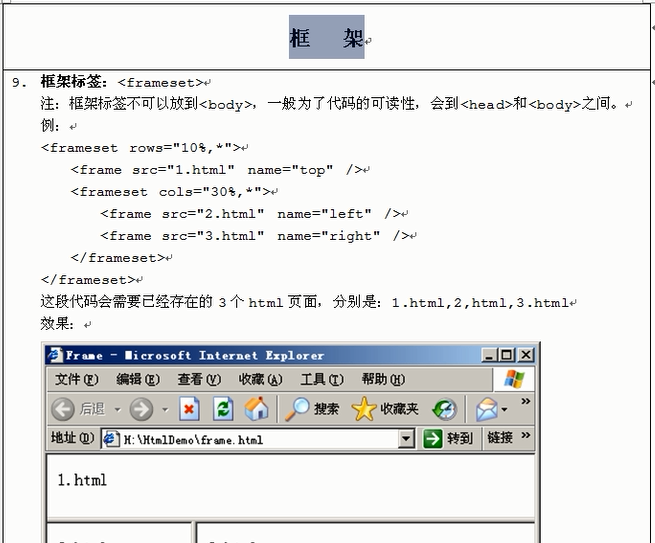 框 架
9. 框架标签：<frameset>
注：框架标签不可以放到<body>，一般为了代码的可读性，会到<head>和<body>之间。
例：
<frameset rows="10%,*">
<frame src="1.html" name="top" />
<frameset cols="30%,*">
<frame src="2.html" name="left" />
<frame src="3.html" name="right" />
</frameset>
</frameset>
这段代码会需要已经存在的 3 个 html 页面，分别是：1.html,2,html,3.html
效果：
Frame - Microsoft Internet Explorer
文件(F) 编辑(E) 查看(V) 收藏(A) 工具(T) 帮助(H)
后退 搜索 收藏夹 »
地址(D) H:\HtmlDemo\frame.html 转到 链接 »
1.html